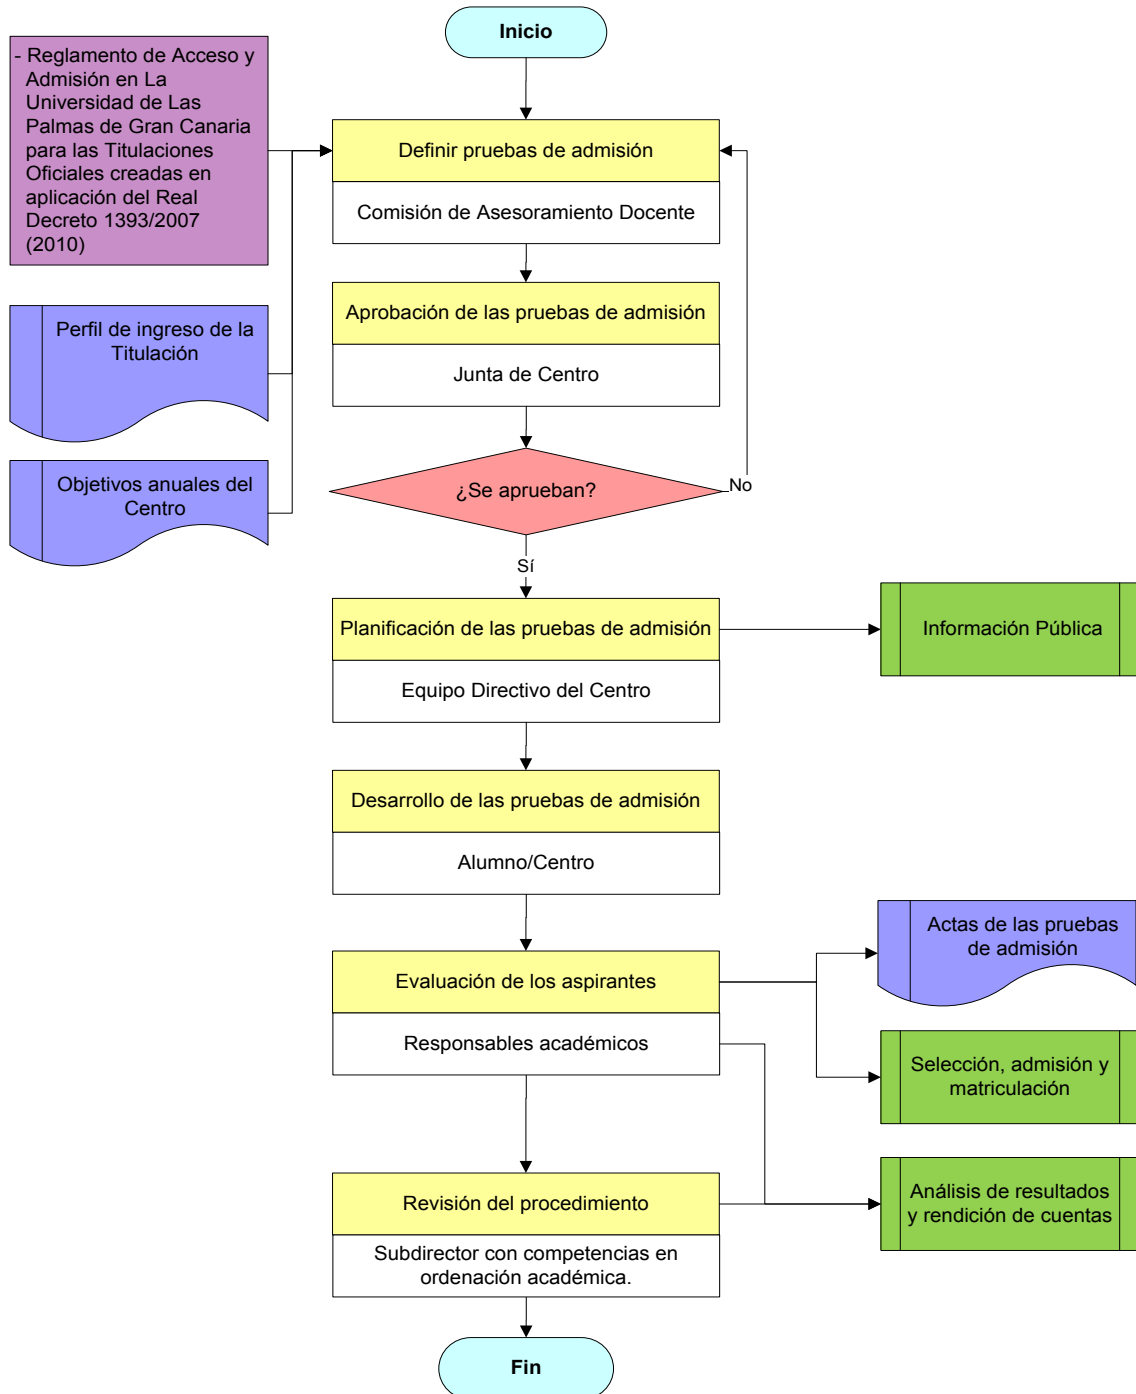 Inicio
- Reglamento de Acceso y
Admisión en La
Universidad de Las
Palmas de Gran Canaria
para las Titulaciones
Oficiales creadas en
aplicación del Real
Decreto 1393/2007
(2010)
Definir pruebas de admisión
Comisión de Asesoramiento Docente
Perfil de ingreso de la
Titulación
Aprobación de las pruebas de admisión
Junta de Centro
Objetivos anuales del
Centro
¿Se aprueban?
No
Sí
Planificación de las pruebas de admisión
Equipo Directivo del Centro
Información Pública
Desarrollo de las pruebas de admisión
Alumno/Centro
Evaluación de los aspirantes
Responsables académicos
Actas de las pruebas
de admisión
Selección, admisión y
matriculación
Revisión del procedimiento
Subdirector con competencias en
ordenación académica.
Análisis de resultados
y rendición de cuentas
Fin